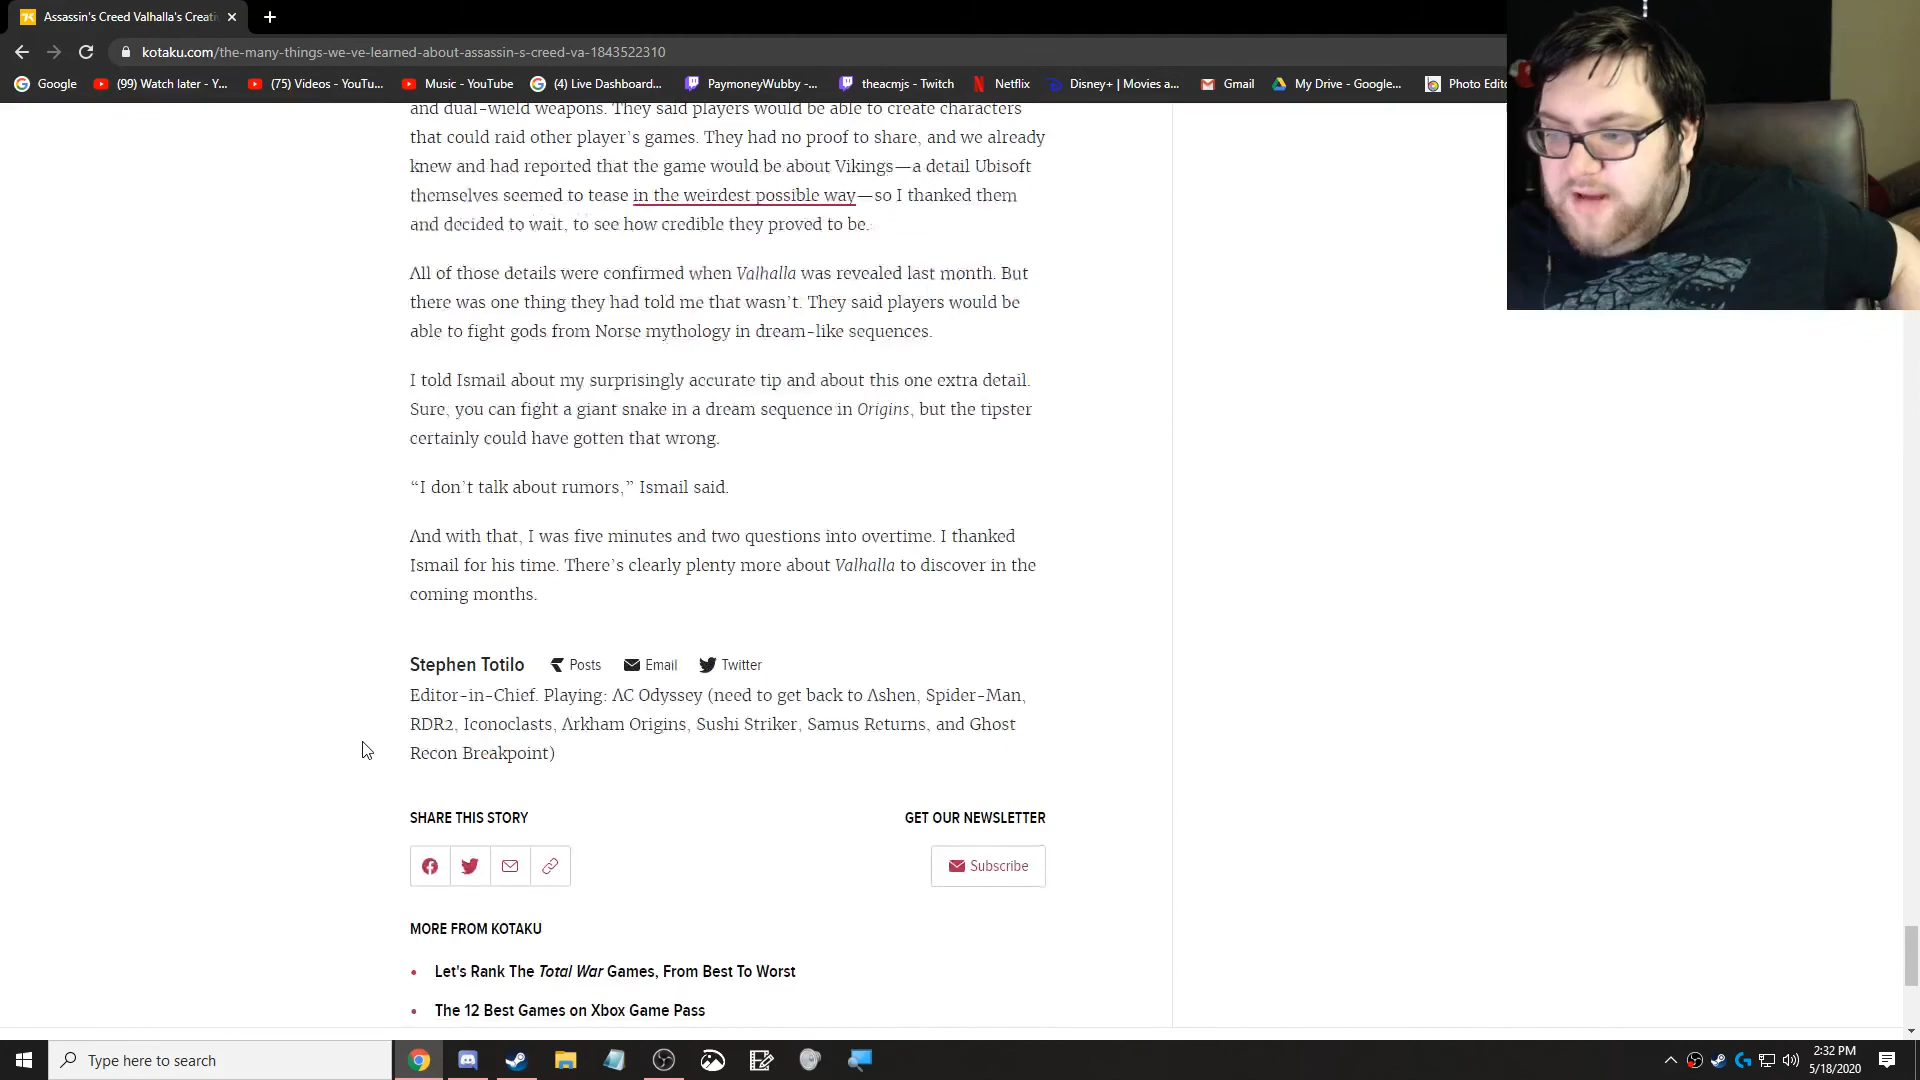 Assassin's Creed Valhalla's Creati
kotaku.com/the-many-things-we-ve-learned-about-assassin-s-creed-va-1843522310
Google (99) Watch later - Y... (75) Videos - YouTu... Music - YouTube (4) Live Dashboard... PaymoneyWubby -... theacmjs - Twitch Netflix Disney+ | Movies a... Gmail My Drive - Google... Photo Edito
and dual-wield weapons. They said players would be able to create characters
that could raid other player's games. They had no proof to share, and we already
knew and had reported that the game would be about Vikings—a detail Ubisoft
themselves seemed to tease in the weirdest possible way—so I thanked them
and decided to wait, to see how credible they proved to be.
All of those details were confirmed when Valhalla was revealed last month. But
there was one thing they had told me that wasn't. They said players would be
able to fight gods from Norse mythology in dream-like sequences.
I told Ismail about my surprisingly accurate tip and about this one extra detail.
Sure, you can fight a giant snake in a dream sequence in Origins, but the tipster
certainly could have gotten that wrong.
“I don't talk about rumors,” Ismail said.
And with that, I was five minutes and two questions into overtime. I thanked
Ismail for his time. There's clearly plenty more about Valhalla to discover in the
coming months.
Stephen Totilo Posts Email Twitter
Editor-in-Chief. Playing: AC Odyssey (need to get back to Ashen, Spider-Man,
RDR2, Iconoclasts, Arkham Origins, Sushi Striker, Samus Returns, and Ghost
Recon Breakpoint)
SHARE THIS STORY GET OUR NEWSLETTER
Subscribe
MORE FROM KOTAKU
• Let's Rank The Total War Games, From Best To Worst
• The 12 Best Games on Xbox Game Pass
Type here to search
2:32 PM
5/18/2020